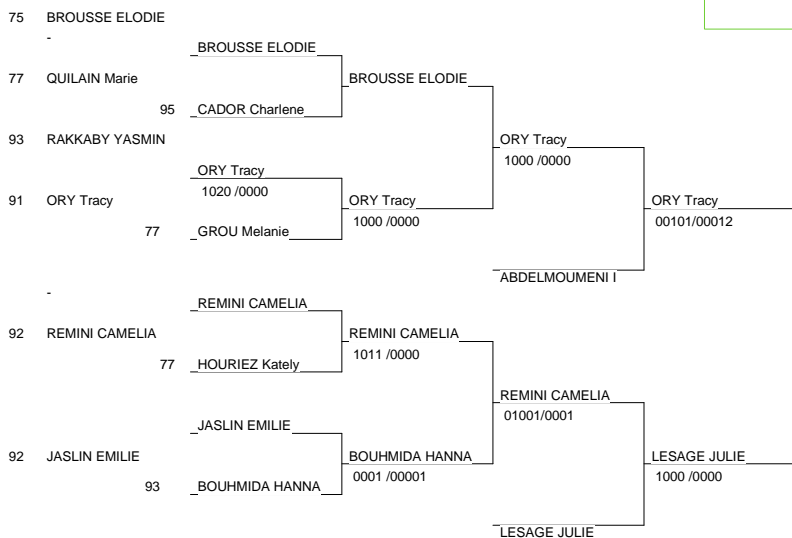 75 BROUSSE ELODIE
-
BROUSSE ELODIE
77 QUILAIN Marie
BROUSSE ELODIE
95 CADOR Charlene
93 RAKKABY YASMIN
ORY Tracy
1000 /0000
ORY Tracy
1020 /0000
91 ORY Tracy
ORY Tracy
1000 /0000
ORY Tracy
00101/00012
77 GROU Melanie
ABDELMOUMENI I
-
REMINI CAMELIA
92 REMINI CAMELIA
REMINI CAMELIA
1011 /0000
77 HOURIEZ Kately
REMINI CAMELIA
01001/0001
JASLIN EMILIE
92 JASLIN EMILIE
BOUHMIDA HANNA
0001 /00001
LESAGE JULIE
1000 /0000
93 BOUHMIDA HANNA
LESAGE JULIE